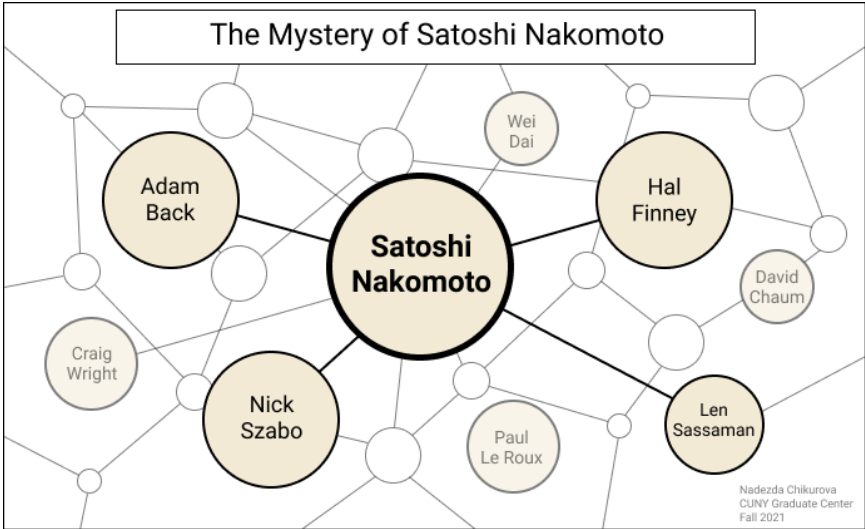 The Mystery of Satoshi Nakomoto
Wei
Dai
Adam
Back
Hal
Finney
Satoshi
Nakomoto
David
Chaum
Craig
Wright
Nick
Szabo
Len
Sassaman
Paul
Le Roux
Nadezda Chikurova
CUNY Graduate Center
Fall 2021